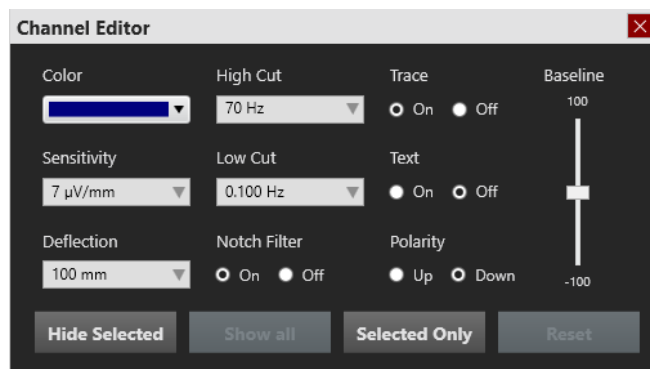 Channel Editor
Color High Cut Trace Baseline
70 Hz On Off 100
Sensitivity Low Cut Text
7 µV/mm 0.100 Hz On Off
Deflection Notch Filter Polarity
100 mm On Off Up Down -100
Hide Selected Show all Selected Only Reset